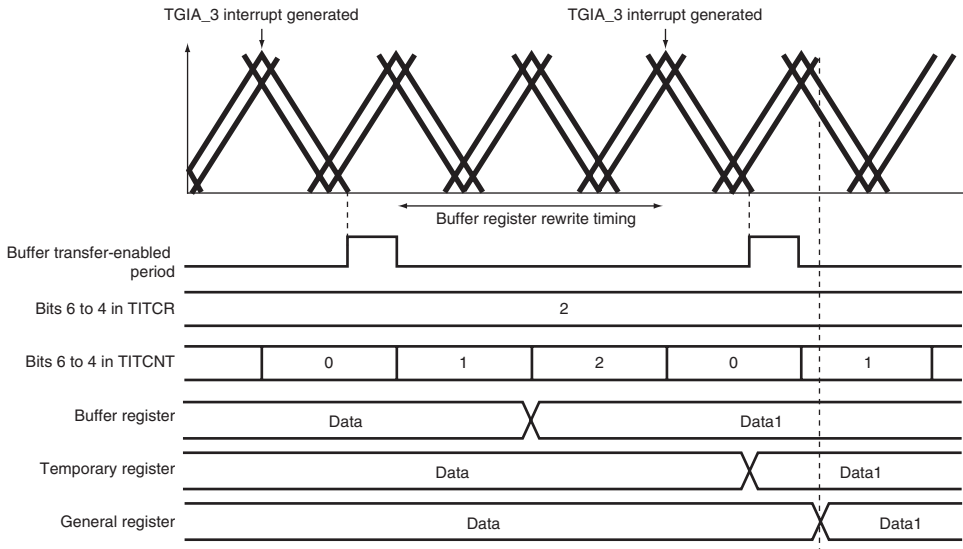 TGIA_3 interrupt generated
TGIA_3 interrupt generated
Buffer register rewrite timing
Buffer transfer-enabled
period
Bits 6 to 4 in TITCR
2
Bits 6 to 4 in TITCNT
0
1
2
0
1
Buffer register
Data
Data1
Temporary register
Data
Data1
General register
Data
Data1